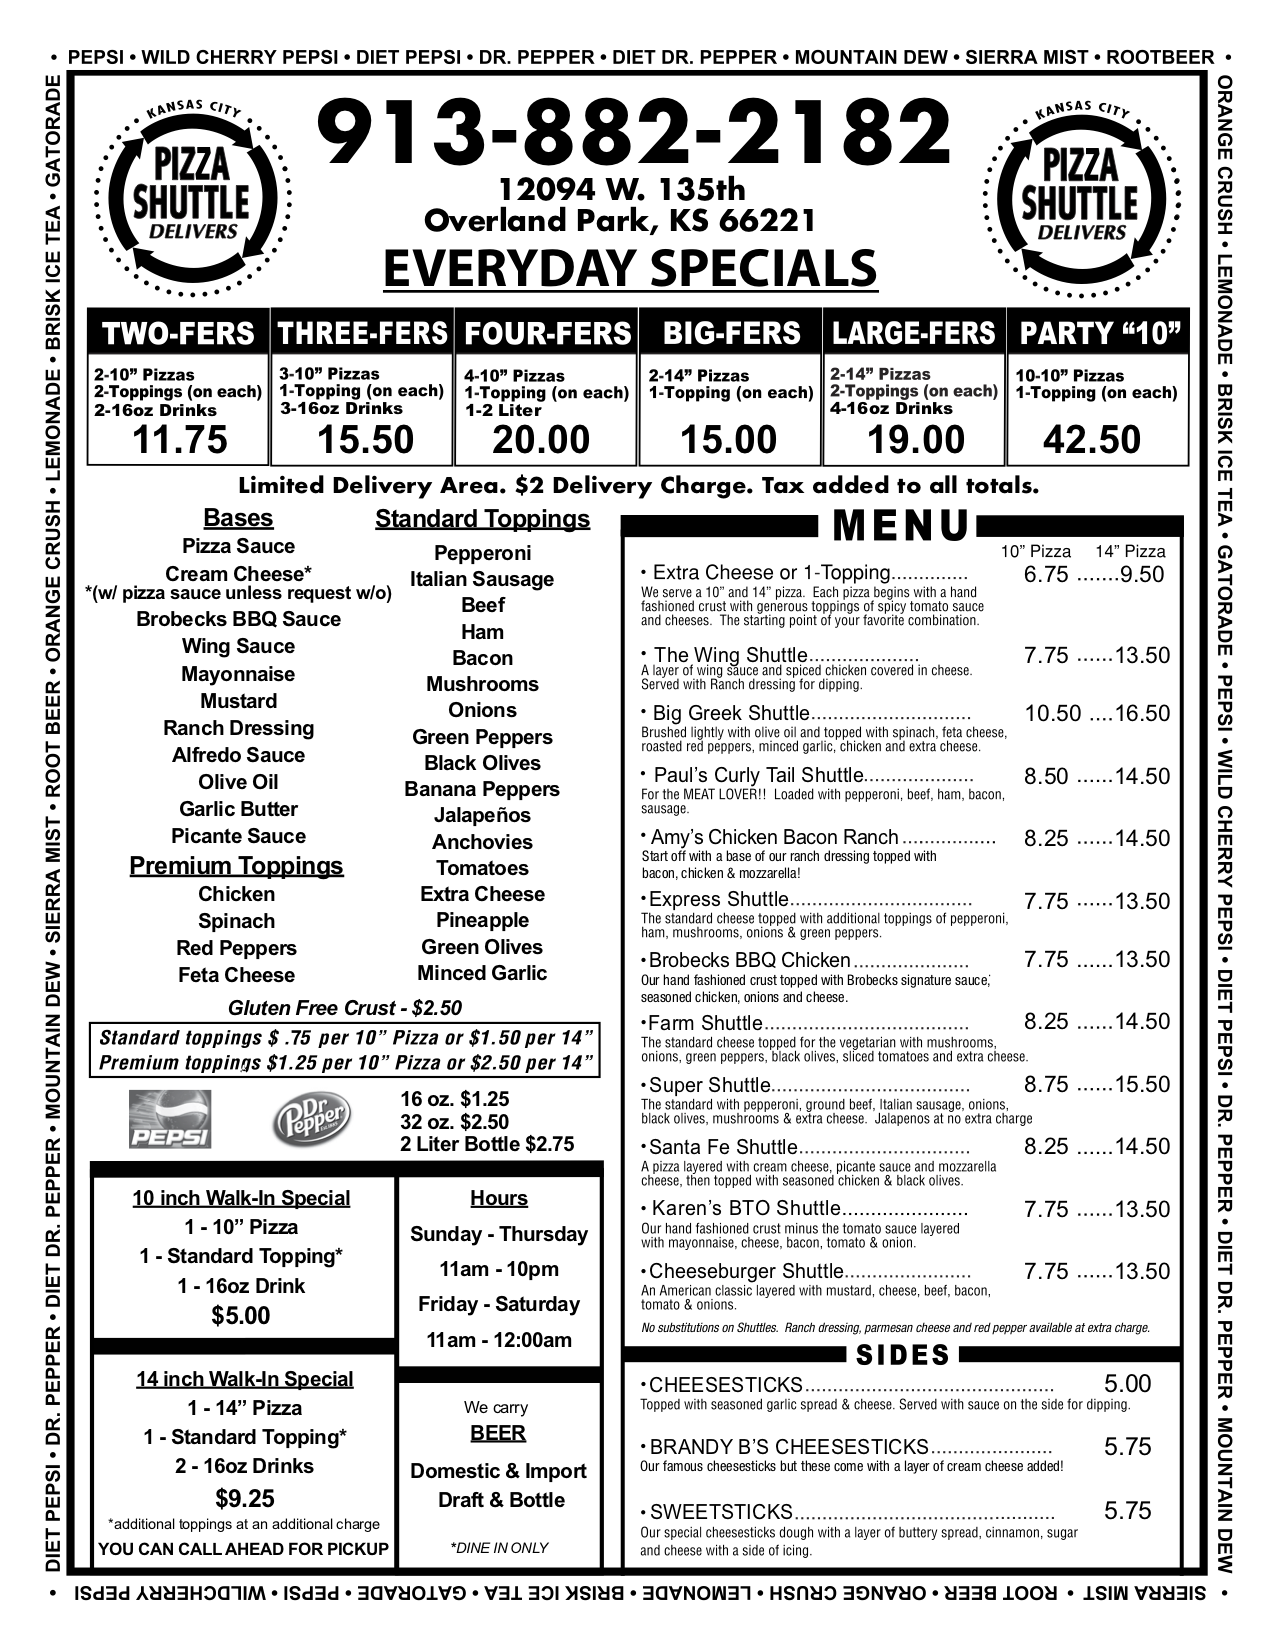 • PEPSI • WILD CHERRY PEPSI • DIET PEPSI • DR. PEPPER • DIET DR. PEPPER • MOUNTAIN DEW • SIERRA MIST • ROOTBEER •
ORANGE CRUSH • LEMONADE • BRISK ICE TEA • GATORADE • PEPSI • WILD CHERRY PEPSI • DIET PEPSI • DR. PEPPER • DIET DR. PEPPER • MOUNTAIN DEW
• SIERRA MIST • ROOT BEER • ORANGE CRUSH • LEMONADE • BRISK ICE TEA • GATORADE • PEPSI • WILDCHERRY PEPSI •
DIET PEPSI • DR. PEPPER • DIET DR. PEPPER • MOUNTAIN DEW • SIERRA MIST • ROOT BEER • ORANGE CRUSH • LEMONADE • BRISK ICE TEA • GATORADE
KANSAS CITY
PIZZA
SHUTTLE
DELIVERS
913-882-2182
12094 W. 135th
Overland Park, KS 66221
EVERYDAY SPECIALS
KANSAS CITY
PIZZA
SHUTTLE
DELIVERS
TWO-FERS
2-10” Pizzas
2-Toppings (on each)
2-16oz Drinks
11.75
THREE-FERS
3-10” Pizzas
1-Topping (on each)
3-16oz Drinks
15.50
FOUR-FERS
4-10” Pizzas
1-Topping (on each)
1-2 Liter
20.00
BIG-FERS
2-14” Pizzas
1-Topping (on each)
15.00
LARGE-FERS
2-14” Pizzas
2-Toppings (on each)
4-16oz Drinks
19.00
PARTY “10”
10-10” Pizzas
1-Topping (on each)
42.50
Limited Delivery Area. $2 Delivery Charge. Tax added to all totals.
Bases
Pizza Sauce
Cream Cheese*
*(w/ pizza sauce unless request w/o)
Brobecks BBQ Sauce
Wing Sauce
Mayonnaise
Mustard
Ranch Dressing
Alfredo Sauce
Olive Oil
Garlic Butter
Picante Sauce
Premium Toppings
Chicken
Spinach
Red Peppers
Feta Cheese
Standard Toppings
Pepperoni
Italian Sausage
Beef
Ham
Bacon
Mushrooms
Onions
Green Peppers
Black Olives
Banana Peppers
Jalapeños
Anchovies
Tomatoes
Extra Cheese
Pineapple
Green Olives
Minced Garlic
Gluten Free Crust - $2.50
Standard toppings $ .75 per 10” Pizza or $1.50 per 14”
Premium toppings $1.25 per 10” Pizza or $2.50 per 14”
PEPSI
Dr Pepper
16 oz. $1.25
32 oz. $2.50
2 Liter Bottle $2.75
10 inch Walk-In Special
1 - 10” Pizza
1 - Standard Topping*
1 - 16oz Drink
$5.00
14 inch Walk-In Special
1 - 14” Pizza
1 - Standard Topping*
2 - 16oz Drinks
$9.25
*additional toppings at an additional charge
YOU CAN CALL AHEAD FOR PICKUP
Hours
Sunday - Thursday
11am - 10pm
Friday - Saturday
11am - 12:00am
We carry
BEER
Domestic & Import
Draft & Bottle
*DINE IN ONLY
MENU
10” Pizza 14” Pizza
• Extra Cheese or 1-Topping.............. 6.75 .......9.50
We serve a 10” and 14” pizza. Each pizza begins with a hand
fashioned crust with generous toppings of spicy tomato sauce
and cheeses. The starting point of your favorite combination.
• The Wing Shuttle.................... 7.75 ......13.50
A layer of wing sauce and spiced chicken covered in cheese.
Served with Ranch dressing for dipping.
• Big Greek Shuttle............................. 10.50 ....16.50
Brushed lightly with olive oil and topped with spinach, feta cheese,
roasted red peppers, minced garlic, chicken and extra cheese.
• Paul’s Curly Tail Shuttle.................... 8.50 ......14.50
For the MEAT LOVER!! Loaded with pepperoni, beef, ham, bacon,
sausage.
• Amy’s Chicken Bacon Ranch ................. 8.25 ......14.50
Start off with a base of our ranch dressing topped with
bacon, chicken & mozzarella!
• Express Shuttle................................. 7.75 ......13.50
The standard cheese topped with additional toppings of pepperoni,
ham, mushrooms, onions & green peppers.
• Brobecks BBQ Chicken ..................... 7.75 ......13.50
Our hand fashioned crust topped with Brobecks signature sauce,
seasoned chicken, onions and cheese.
• Farm Shuttle..................................... 8.25 ......14.50
The standard cheese topped for the vegetarian with mushrooms,
onions, green peppers, black olives, sliced tomatoes and extra cheese.
• Super Shuttle.................................... 8.75 ......15.50
The standard with pepperoni, ground beef, Italian sausage, onions,
black olives, mushrooms & extra cheese. Jalapenos at no extra charge
• Santa Fe Shuttle............................... 8.25 ......14.50
A pizza layered with cream cheese, picante sauce and mozzarella
cheese, then topped with seasoned chicken & black olives.
• Karen’s BTO Shuttle....................... 7.75 ......13.50
Our hand fashioned crust minus the tomato sauce layered
with mayonnaise, cheese, bacon, tomato & onion.
• Cheeseburger Shuttle....................... 7.75 ......13.50
An American classic layered with mustard, cheese, beef, bacon,
tomato & onions.
No substitutions on Shuttles. Ranch dressing, parmesan cheese and red pepper available at extra charge.
SIDES
• CHEESESTICKS............................................. 5.00
Topped with seasoned garlic spread & cheese. Served with sauce on the side for dipping.
• BRANDY B’S CHEESESTICKS...................... 5.75
Our famous cheesesticks but these come with a layer of cream cheese added!
• SWEETSTICKS............................................... 5.75
Our special cheesesticks dough with a layer of buttery spread, cinnamon, sugar
and cheese with a side of icing.